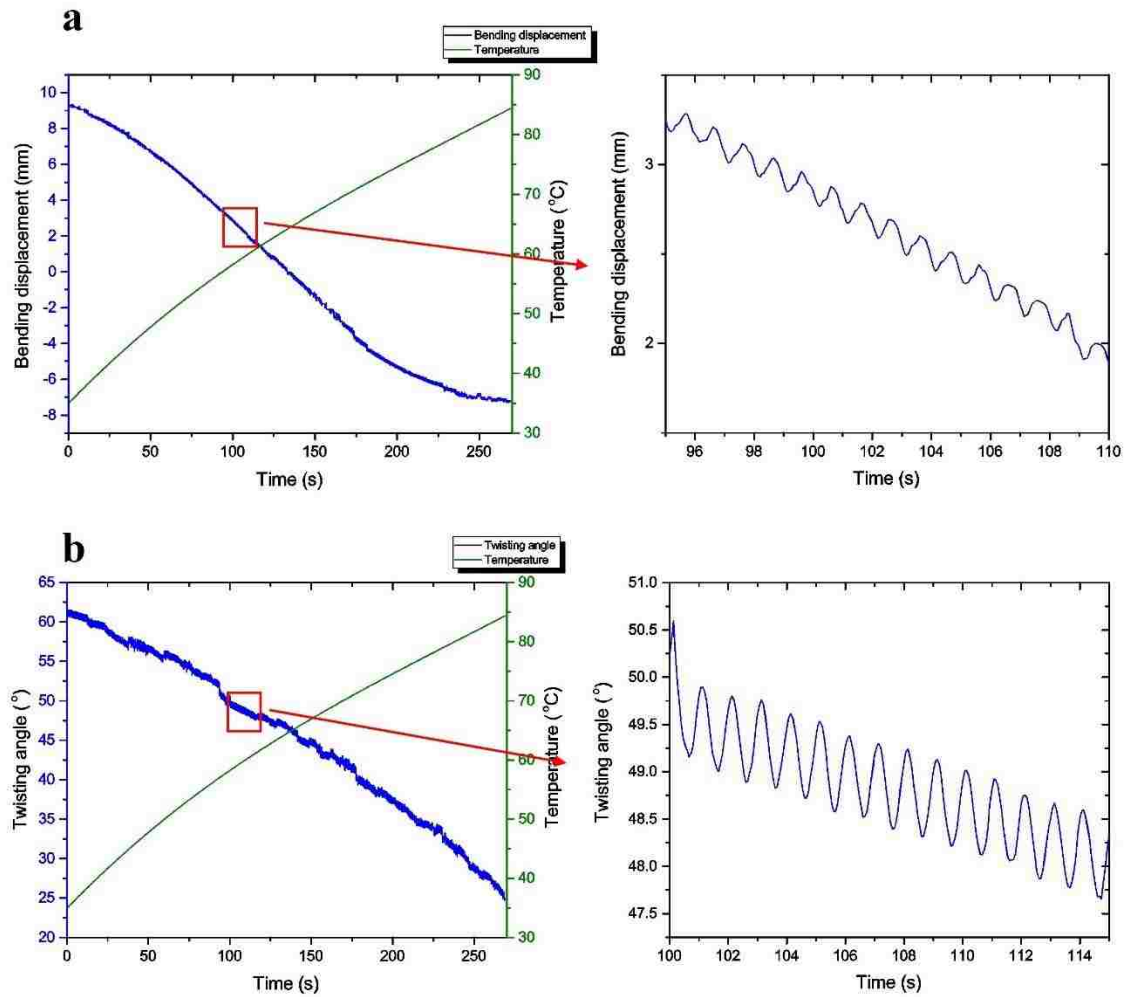 a
Bending displacement
Temperature
Bending displacement (mm)
10
8
6
4
2
0
-2
-4
-6
-8
0 50 100 150 200 250
Time (s)
90
80
70
60
50
40
30
Temperature (°C)
Bending displacement (mm)
3
2
96 98 100 102 104 106 108 110
Time (s)
b
Twisting angle
Temperature
Twisting angle (°)
65
60
55
50
45
40
35
30
25
20
0 50 100 150 200 250
Time (s)
90
80
70
60
50
40
30
Temperature (°C)
Twisting angle (°)
51.0
50.5
50.0
49.5
49.0
48.5
48.0
47.5
100 102 104 106 108 110 112 114
Time (s)